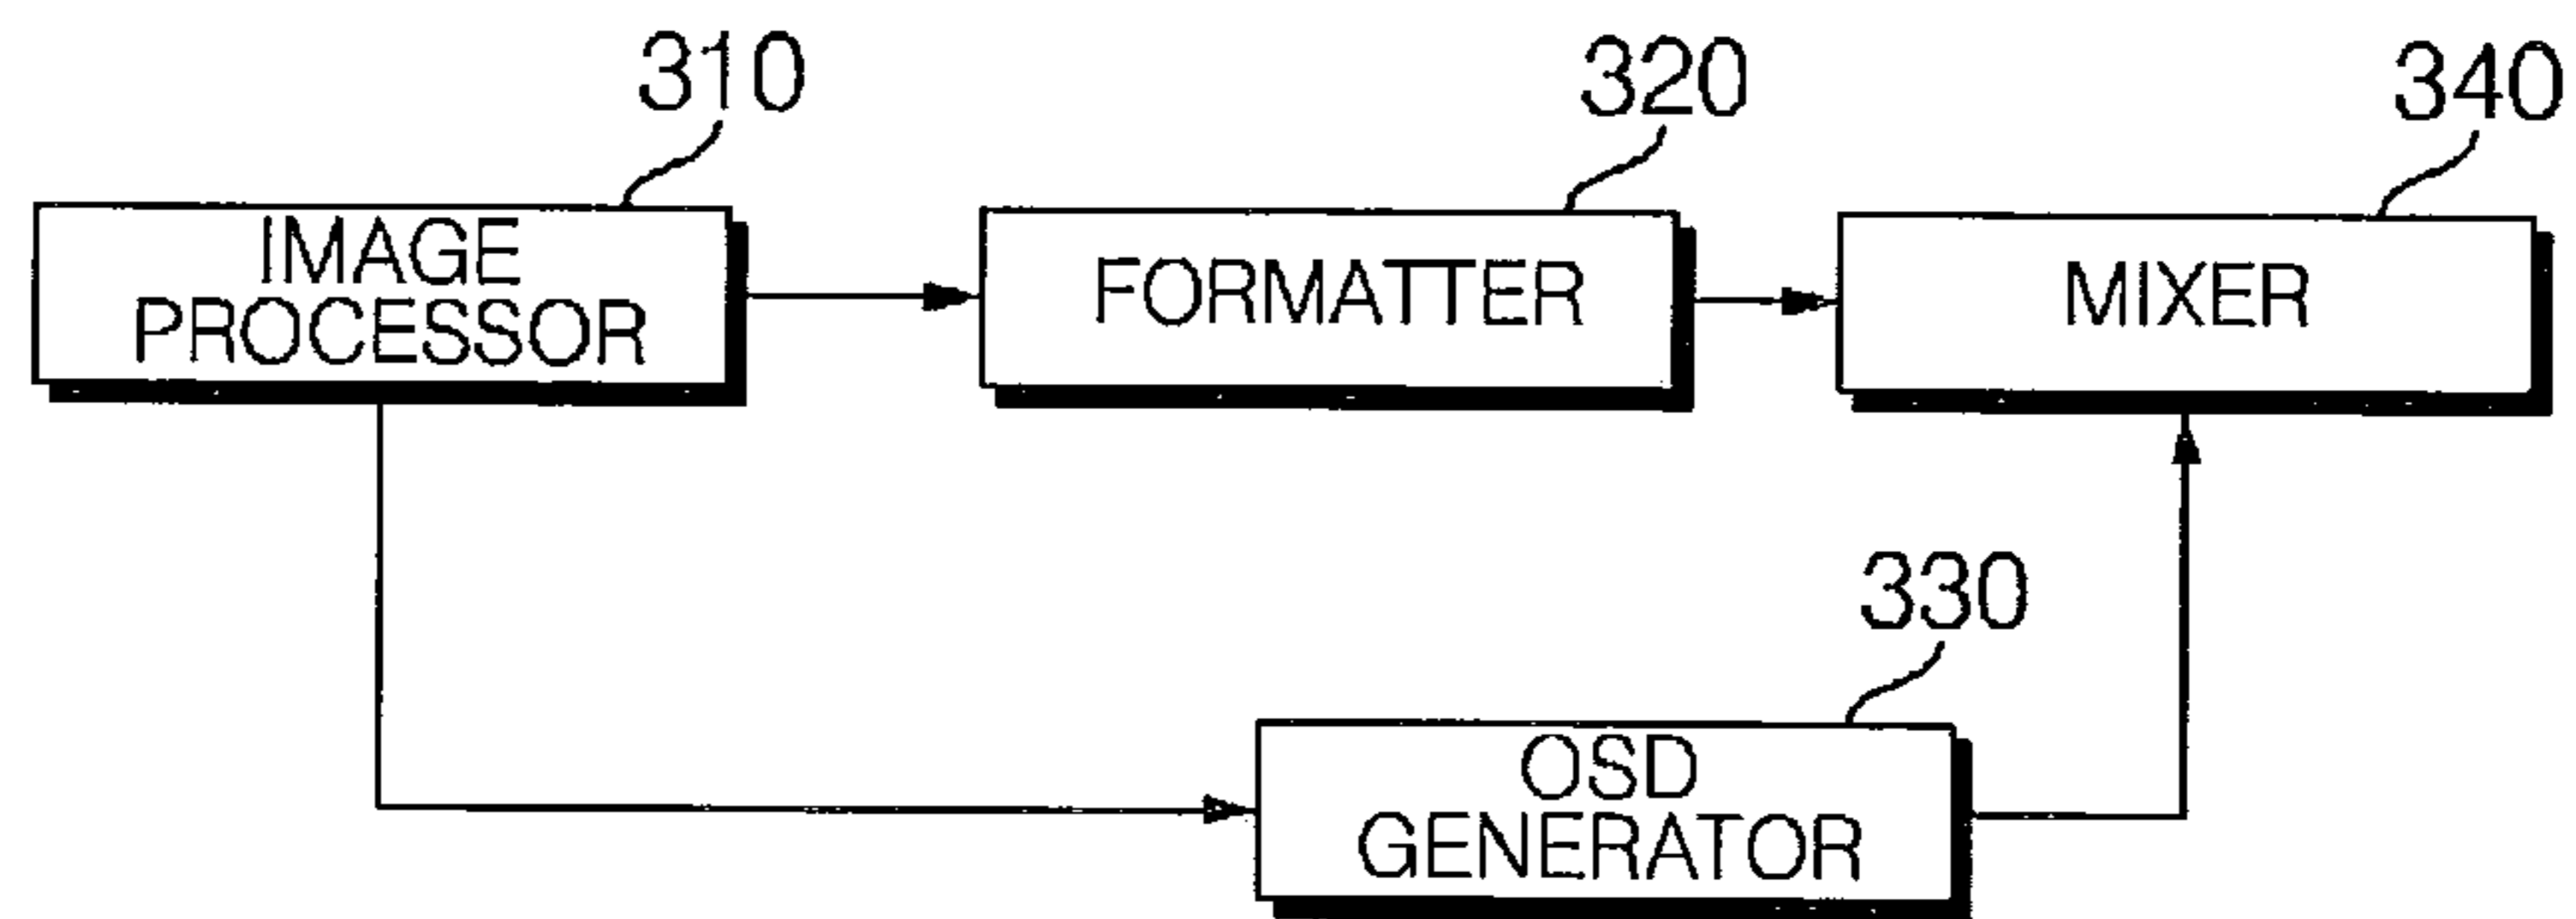 310
320
340
IMAGE
PROCESSOR
FORMATTER
MIXER
330
OSD
GENERATOR